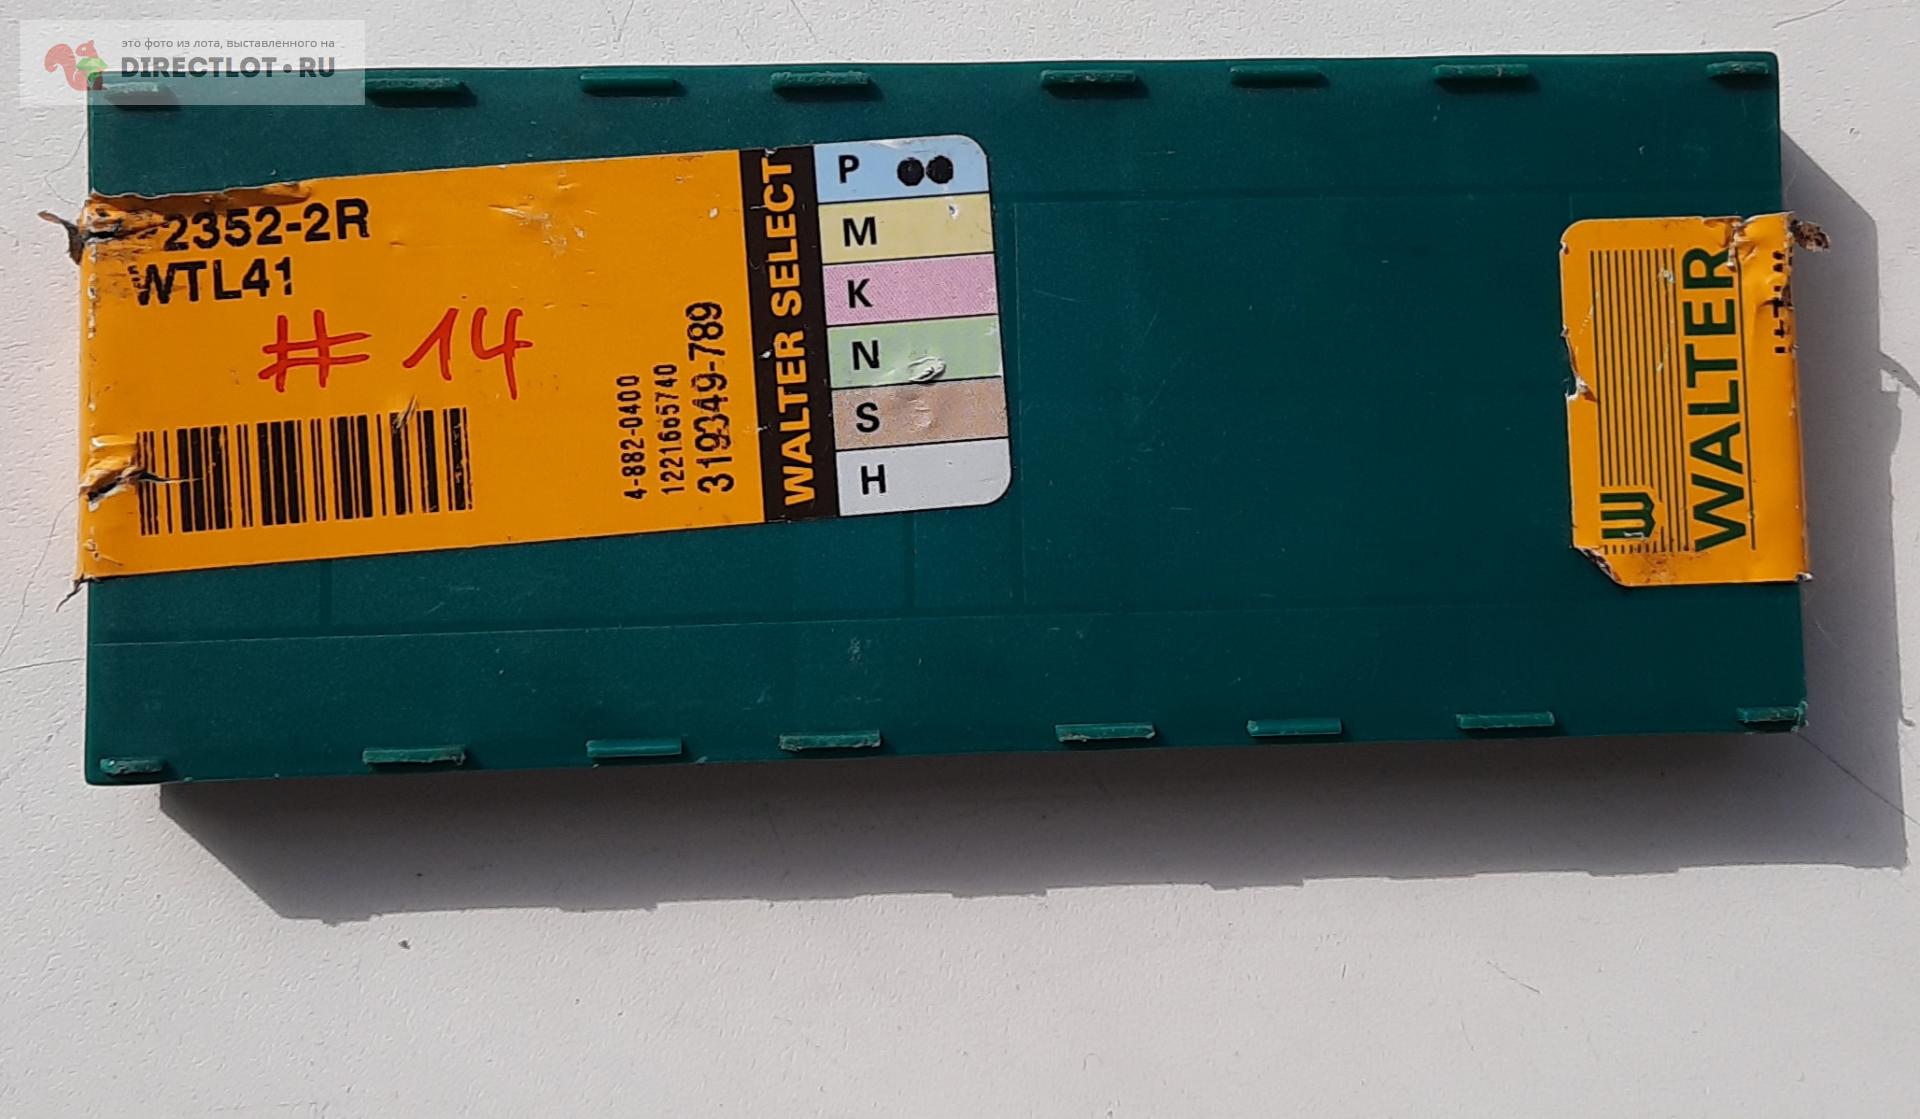 это фото из лота, выставленного на
DIRECTLOT.RU
-2352-2R
WTL41
# 14
4-882-0400
1221665740
319349-789
WALTER SELECT
P
M
K
N
S
H
WALTER